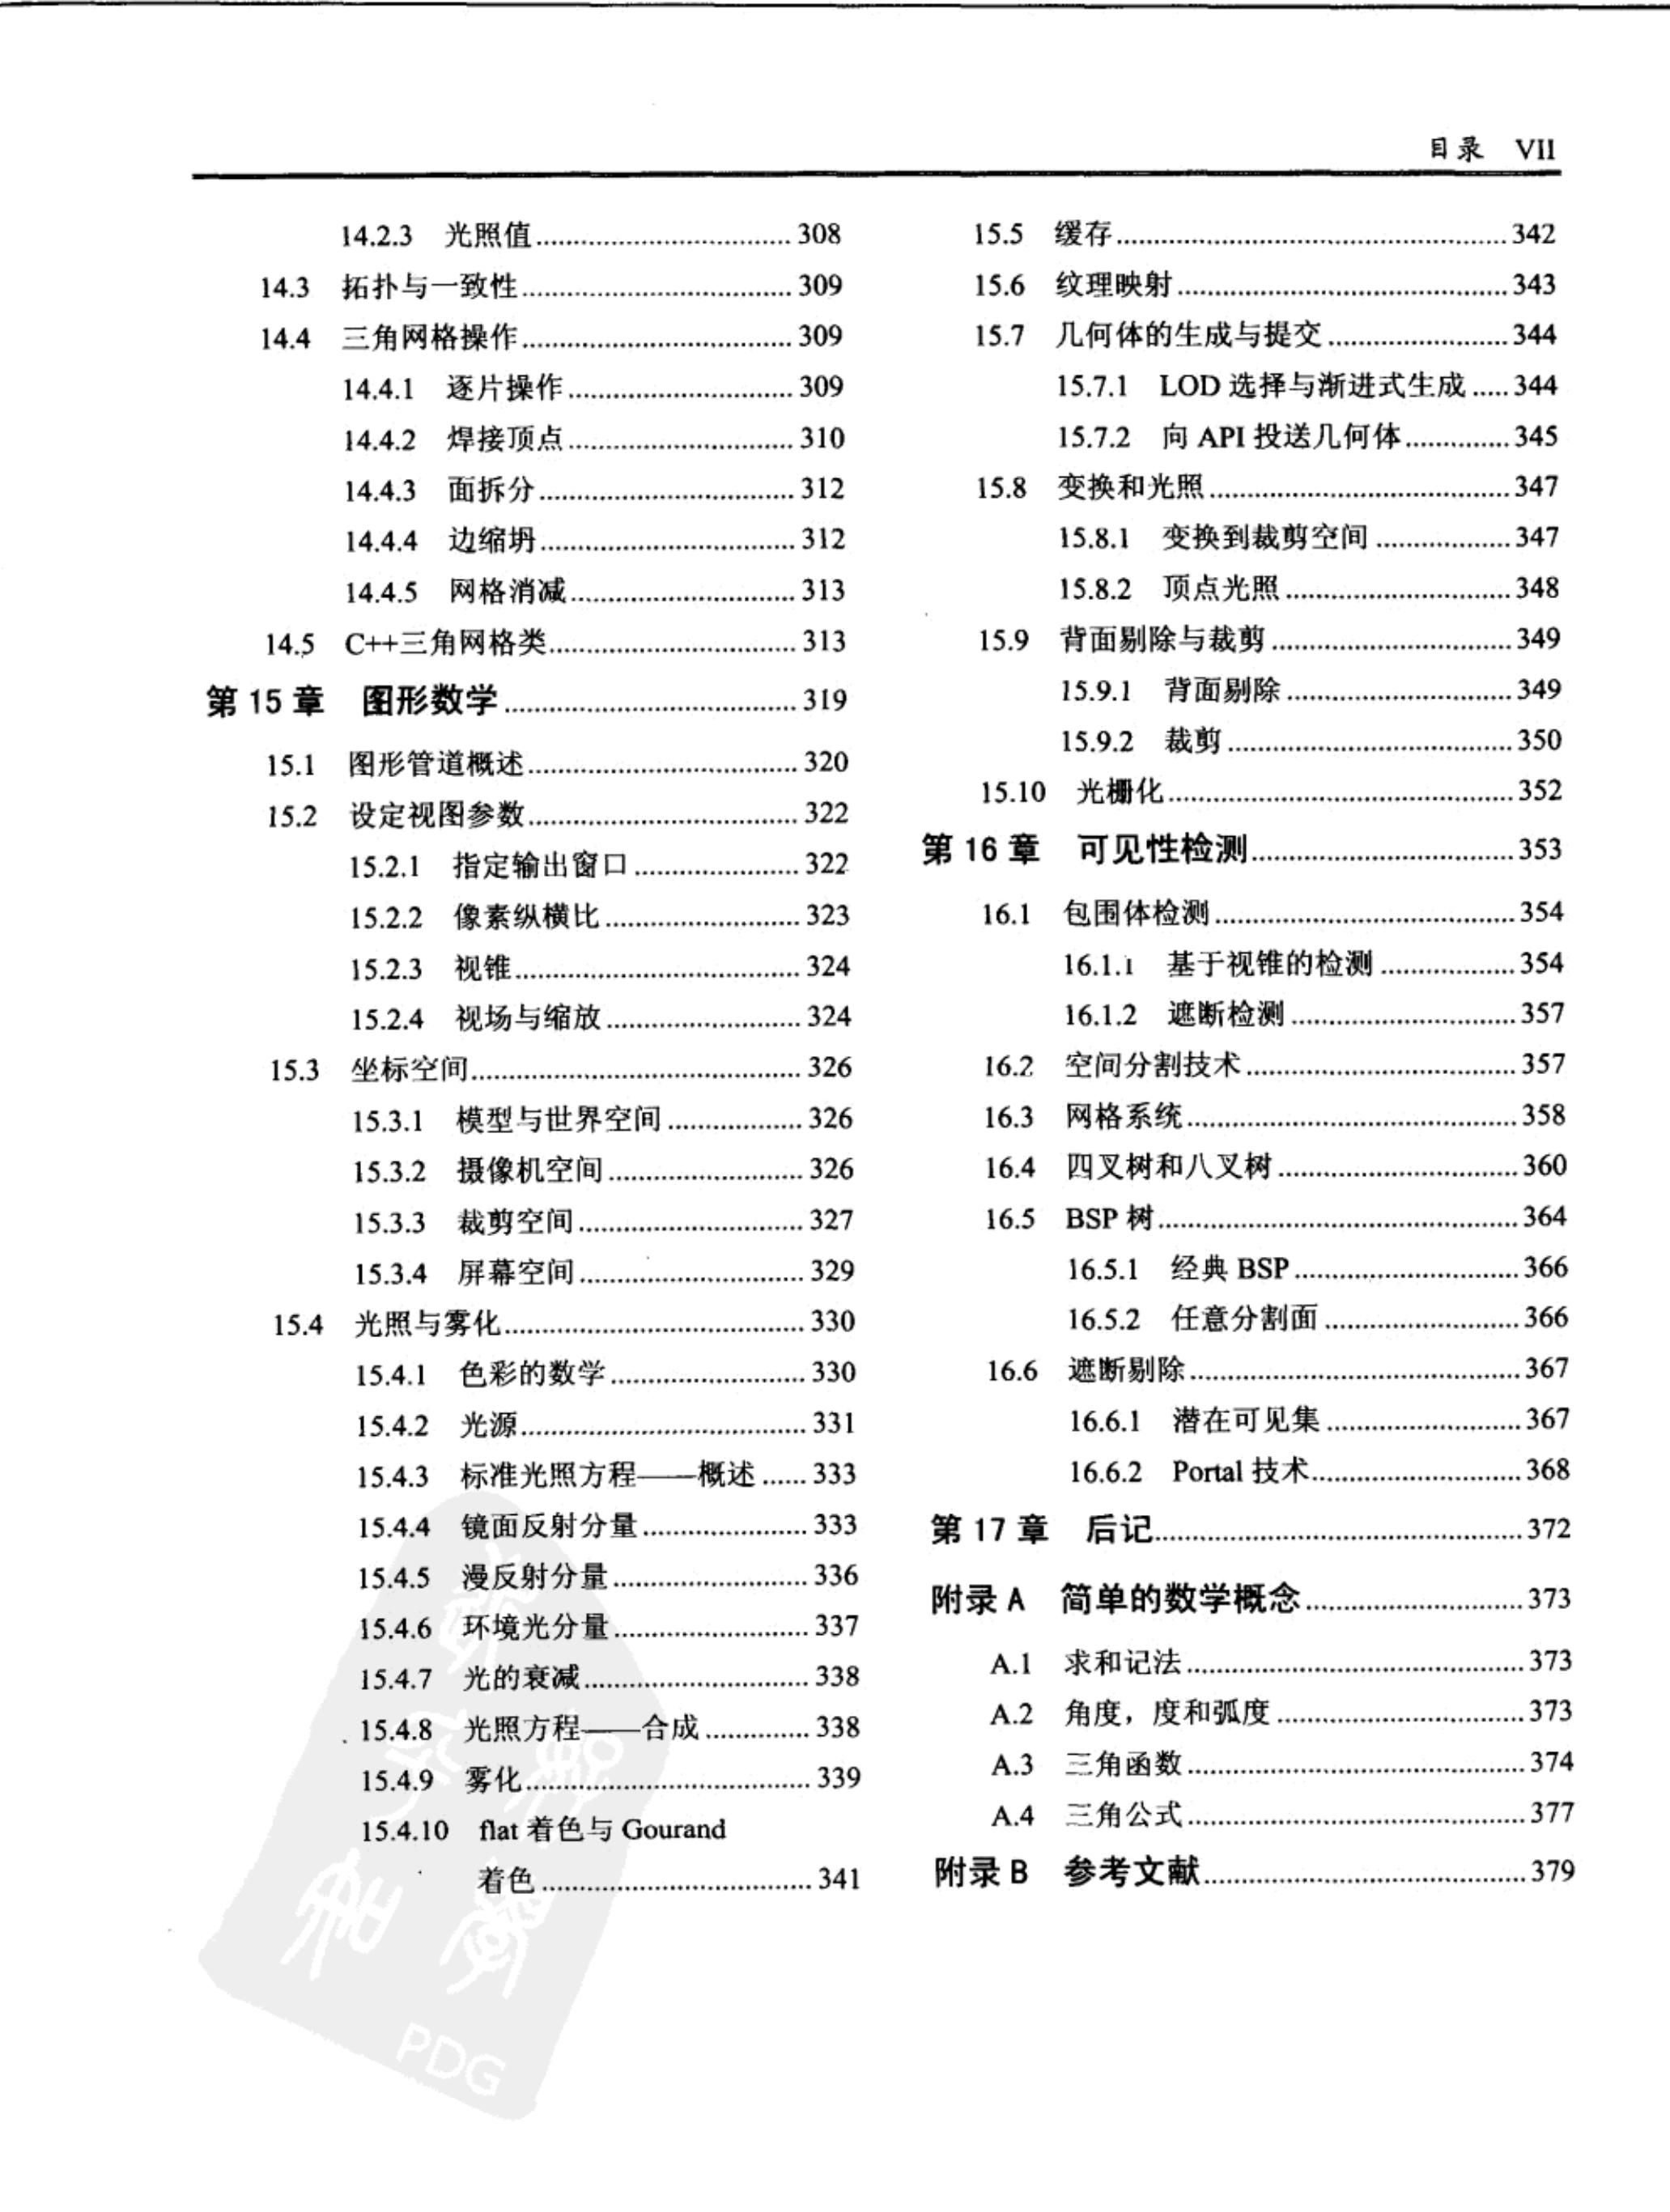 目录 VII
14.2.3 光照值 308
14.3 拓扑与一致性 309
14.4 三角网格操作 309
14.4.1 逐片操作 309
14.4.2 焊接顶点 310
14.4.3 面拆分 312
14.4.4 边缩坍 312
14.4.5 网格消减 313
14.5 C++三角网格类 313
第 15 章 图形数学 319
15.1 图形管道概述 320
15.2 设定视图参数 322
15.2.1 指定输出窗口 322
15.2.2 像素纵横比 323
15.2.3 视锥 324
15.2.4 视场与缩放 324
15.3 坐标空间 326
15.3.1 模型与世界空间 326
15.3.2 摄像机空间 326
15.3.3 裁剪空间 327
15.3.4 屏幕空间 329
15.4 光照与雾化 330
15.4.1 色彩的数学 330
15.4.2 光源 331
15.4.3 标准光照方程——概述 333
15.4.4 镜面反射分量 333
15.4.5 漫反射分量 336
15.4.6 环境光分量 337
15.4.7 光的衰减 338
15.4.8 光照方程——合成 338
15.4.9 雾化 339
15.4.10 flat 着色与 Gourand
着色 341
15.5 缓存 342
15.6 纹理映射 343
15.7 几何体的生成与提交 344
15.7.1 LOD 选择与渐进式生成 344
15.7.2 向 API 投送几何体 345
15.8 变换和光照 347
15.8.1 变换到裁剪空间 347
15.8.2 顶点光照 348
15.9 背面剔除与裁剪 349
15.9.1 背面剔除 349
15.9.2 裁剪 350
15.10 光栅化 352
第 16 章 可见性检测 353
16.1 包围体检测 354
16.1.1 基于视锥的检测 354
16.1.2 遮断检测 357
16.2 空间分割技术 357
16.3 网格系统 358
16.4 四叉树和八叉树 360
16.5 BSP 树 364
16.5.1 经典 BSP 366
16.5.2 任意分割面 366
16.6 遮断剔除 367
16.6.1 潜在可见集 367
16.6.2 Portal 技术 368
第 17 章 后记 372
附录 A 简单的数学概念 373
A.1 求和记法 373
A.2 角度，度和弧度 373
A.3 三角函数 374
A.4 三角公式 377
附录 B 参考文献 379
PDG